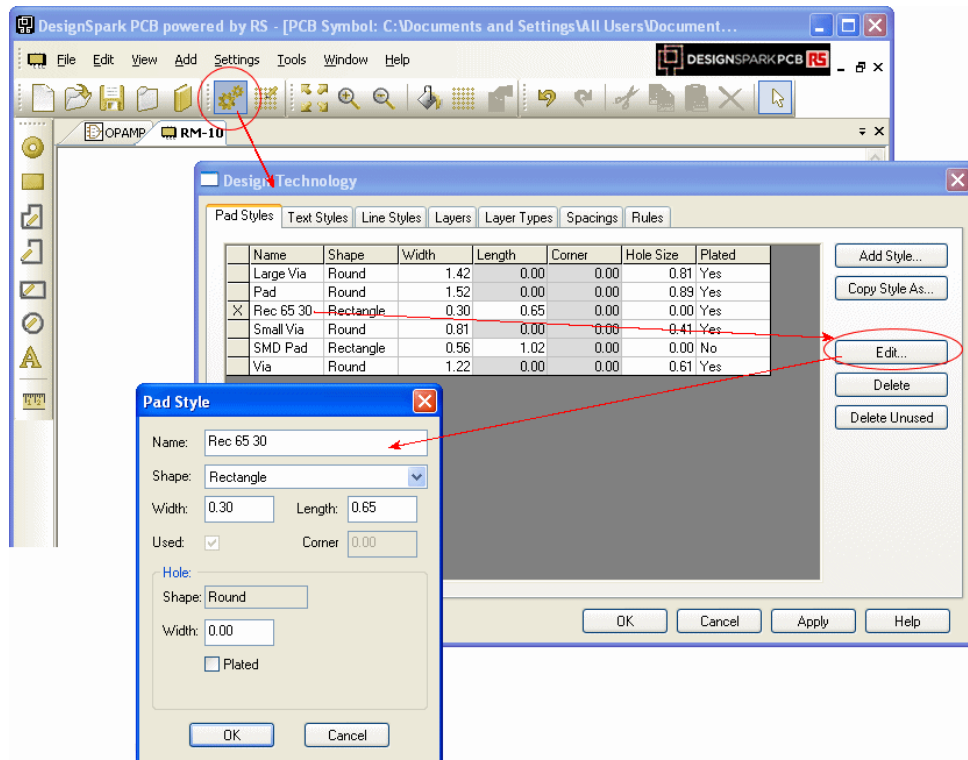 DesignSpark PCB powered by RS - [PCB Symbol: C:\Documents and Settings\All Users\Document...
File Edit View Add Settings Tools Window Help
DESIGNSPARK PCB RS
OPAMP RM-10
Design Technology
Pad Styles Text Styles Line Styles Layers Layer Types Spacings Rules
Name Shape Width Length Corner Hole Size Plated
Large Via Round 1.42 0.00 0.00 0.81 Yes
Pad Round 1.52 0.00 0.00 0.89 Yes
X Rec 65 30 Rectangle 0.30 0.65 0.00 0.00 Yes
Small Via Round 0.81 0.00 0.00 0.41 Yes
SMD Pad Rectangle 0.56 1.02 0.00 0.00 No
Via Round 1.22 0.00 0.00 0.61 Yes
Add Style...
Copy Style As...
Edit...
Delete
Delete Unused
OK Cancel Apply Help
Pad Style
Name: Rec 65 30
Shape: Rectangle
Width: 0.30 Length: 0.65
Used: Corner 0.00
Hole:
Shape: Round
Width: 0.00
Plated
OK Cancel